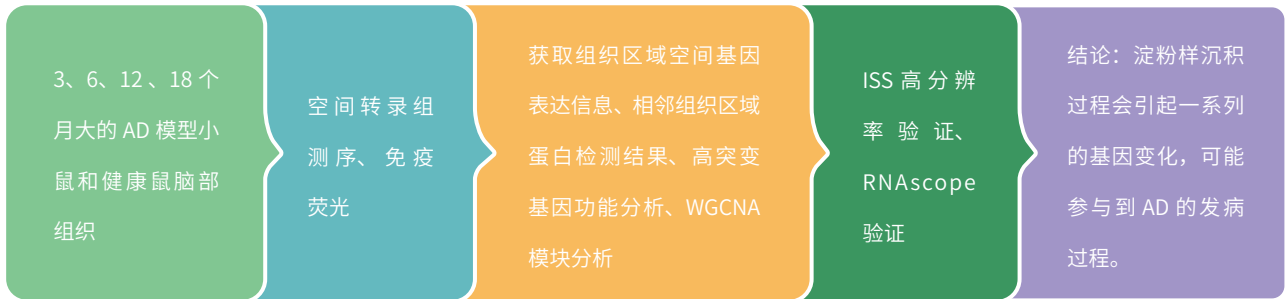 3、6、12 、18 个
月大的 AD 模型小
鼠和健康鼠脑部
组织
空间转录组
测序、免疫
荧光
获取组织区域空间基因
表达信息、相邻组织区域
蛋白检测结果、高突变
基因功能分析、WGCNA
模块分析
ISS 高分辨
率验证、
RNAscope
验证
结论：淀粉样沉积
过程会引起一系列
的基因变化，可能
参与到 AD 的发病
过程。